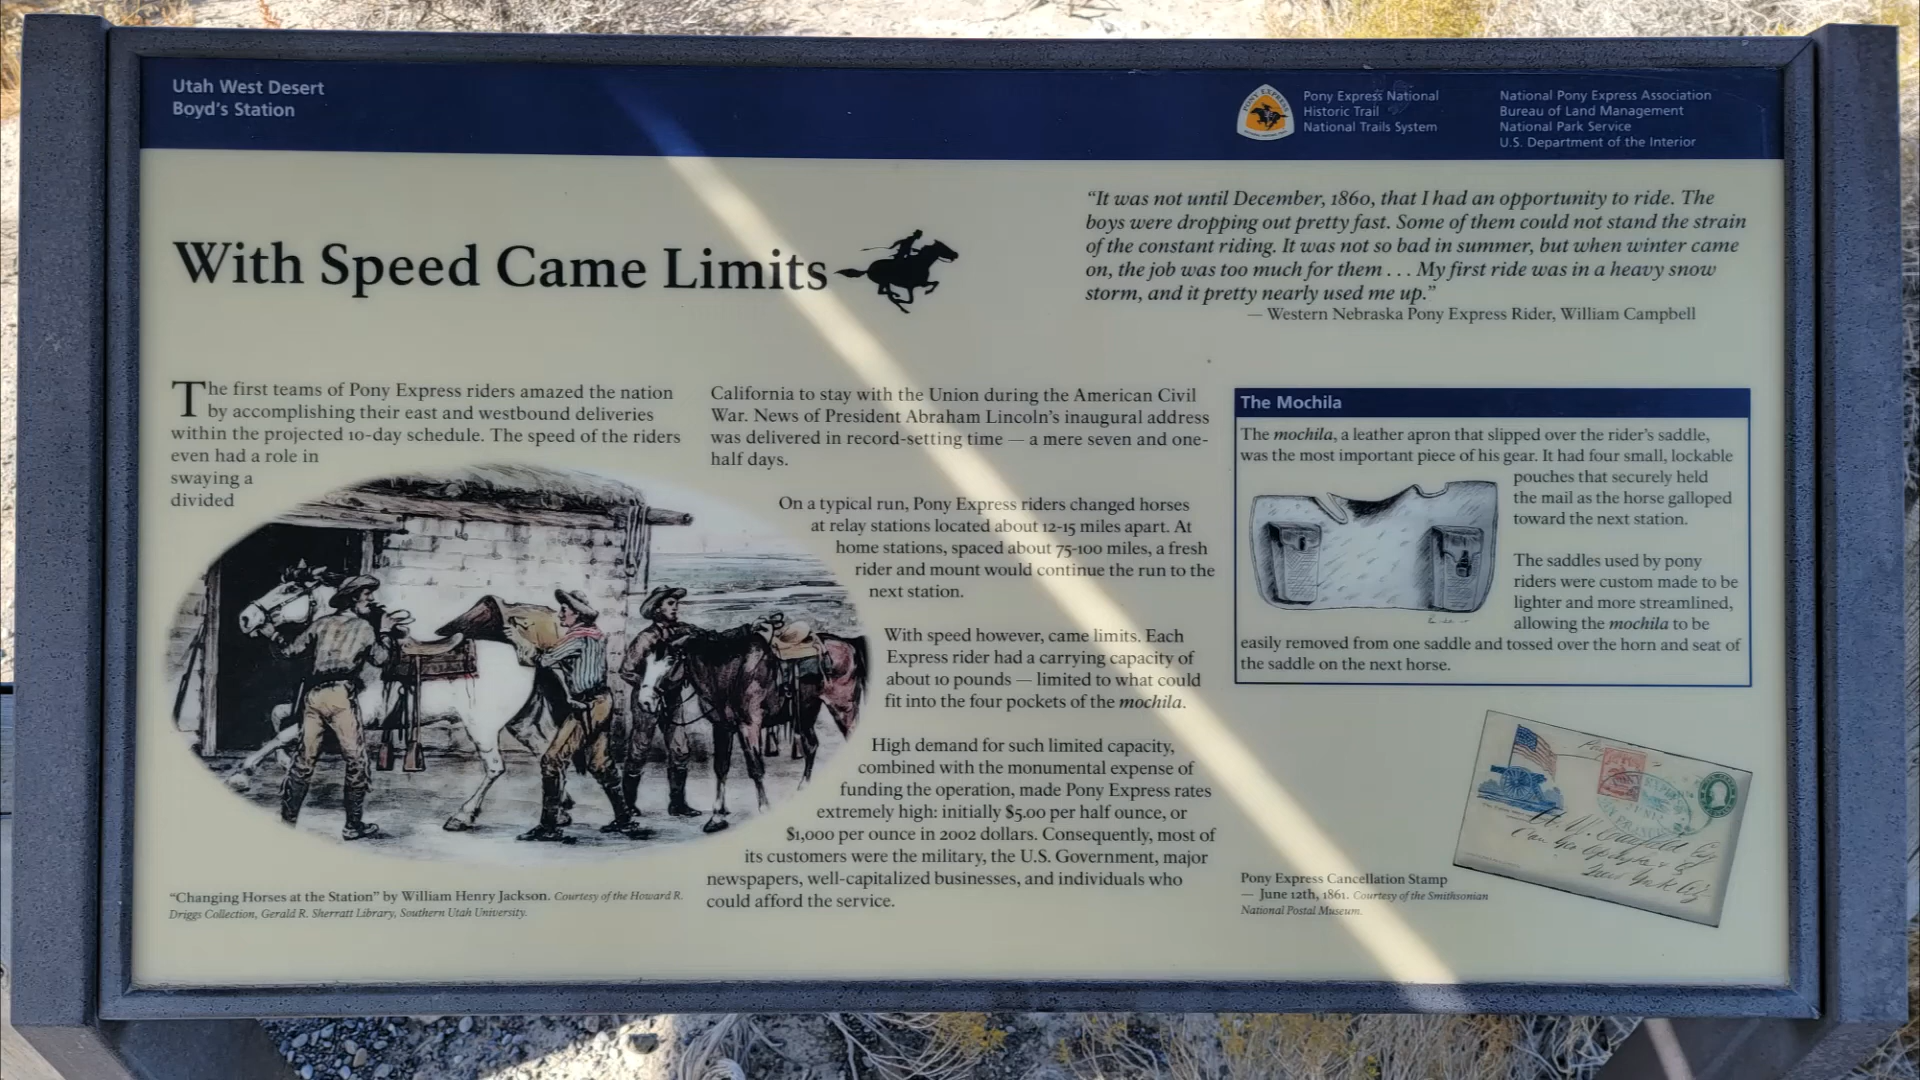 Utah West Desert
Boyd's Station
Pony Express National
Historic Trail
National Trails System
National Pony Express Association
Bureau of Land Management
National Park Service
U.S. Department of the Interior
PONY EXPRESS
With Speed Came Limits
“It was not until December, 1860, that I had an opportunity to ride. The
boys were dropping out pretty fast. Some of them could not stand the strain
of the constant riding. It was not so bad in summer, but when winter came
on, the job was too much for them . . . My first ride was in a heavy snow
storm, and it pretty nearly used me up.”
— Western Nebraska Pony Express Rider, William Campbell
The first teams of Pony Express riders amazed the nation
by accomplishing their east and westbound deliveries
within the projected 10-day schedule. The speed of the riders
even had a role in
swaying a
divided
California to stay with the Union during the American Civil
War. News of President Abraham Lincoln's inaugural address
was delivered in record-setting time — a mere seven and one-
half days.
On a typical run, Pony Express riders changed horses
at relay stations located about 12-15 miles apart. At
home stations, spaced about 75-100 miles, a fresh
rider and mount would continue the run to the
next station.
With speed however, came limits. Each
Express rider had a carrying capacity of
about 10 pounds — limited to what could
fit into the four pockets of the mochila.
High demand for such limited capacity,
combined with the monumental expense of
funding the operation, made Pony Express rates
extremely high: initially $5.00 per half ounce, or
$1,000 per ounce in 2002 dollars. Consequently, most of
its customers were the military, the U.S. Government, major
newspapers, well-capitalized businesses, and individuals who
could afford the service.
“Changing Horses at the Station” by William Henry Jackson. Courtesy of the Howard R.
Driggs Collection, Gerald R. Sherratt Library, Southern Utah University.
The Mochila
The mochila, a leather apron that slipped over the rider's saddle,
was the most important piece of his gear. It had four small, lockable
pouches that securely held
the mail as the horse galloped
toward the next station.
The saddles used by pony
riders were custom made to be
lighter and more streamlined,
allowing the mochila to be
easily removed from one saddle and tossed over the horn and seat of
the saddle on the next horse.
Pony Express Cancellation Stamp
— June 12th, 1861. Courtesy of the Smithsonian
National Postal Museum.